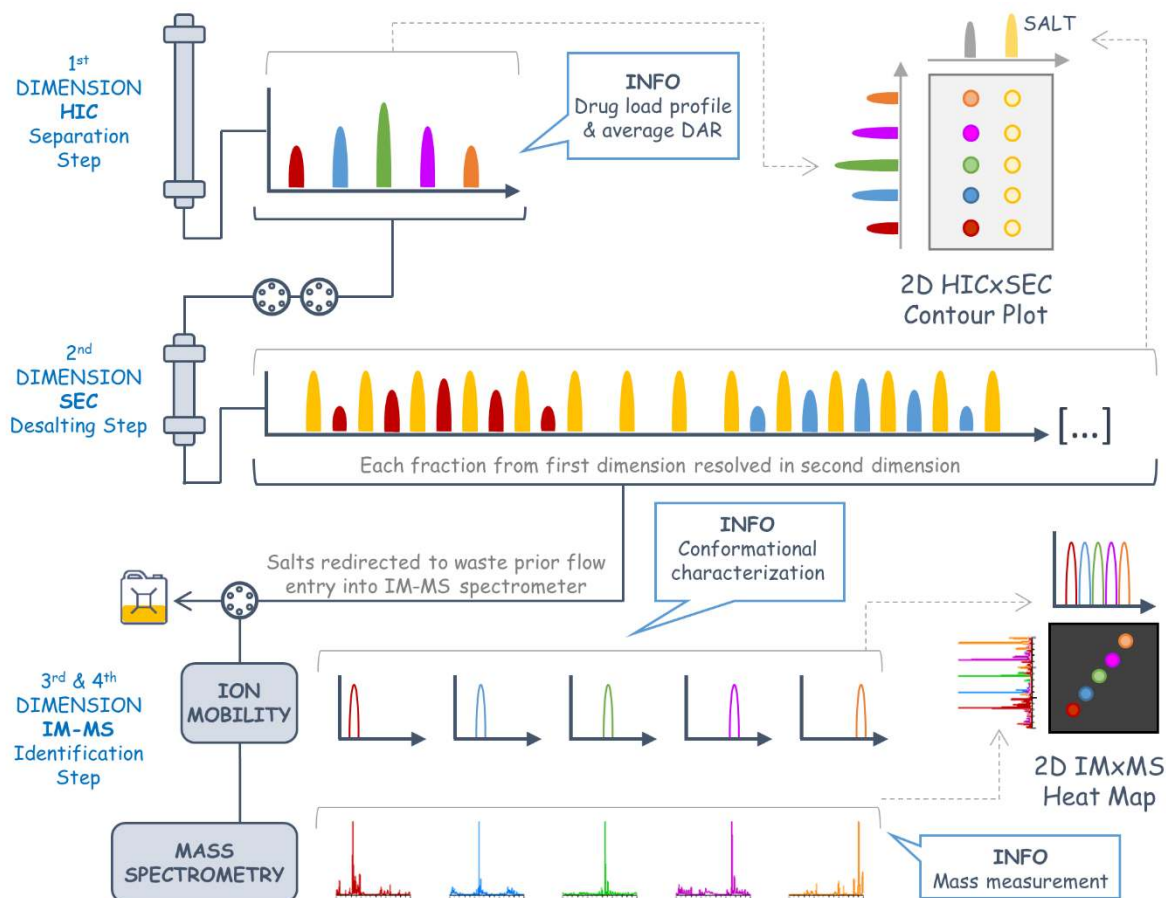 1st
DIMENSION
HIC
Separation
Step
INFO
Drug load profile
& average DAR
SALT
2D HICxSEC
Contour Plot
2nd
DIMENSION
SEC
Desalting Step
[...]
Each fraction from first dimension resolved in second dimension
INFO
Conformational
characterization
Salts redirected to waste prior flow
entry into IM-MS spectrometer
3rd & 4th
DIMENSION
IM-MS
Identification
Step
ION
MOBILITY
2D IMxMS
Heat Map
MASS
SPECTROMETRY
INFO
Mass measurement